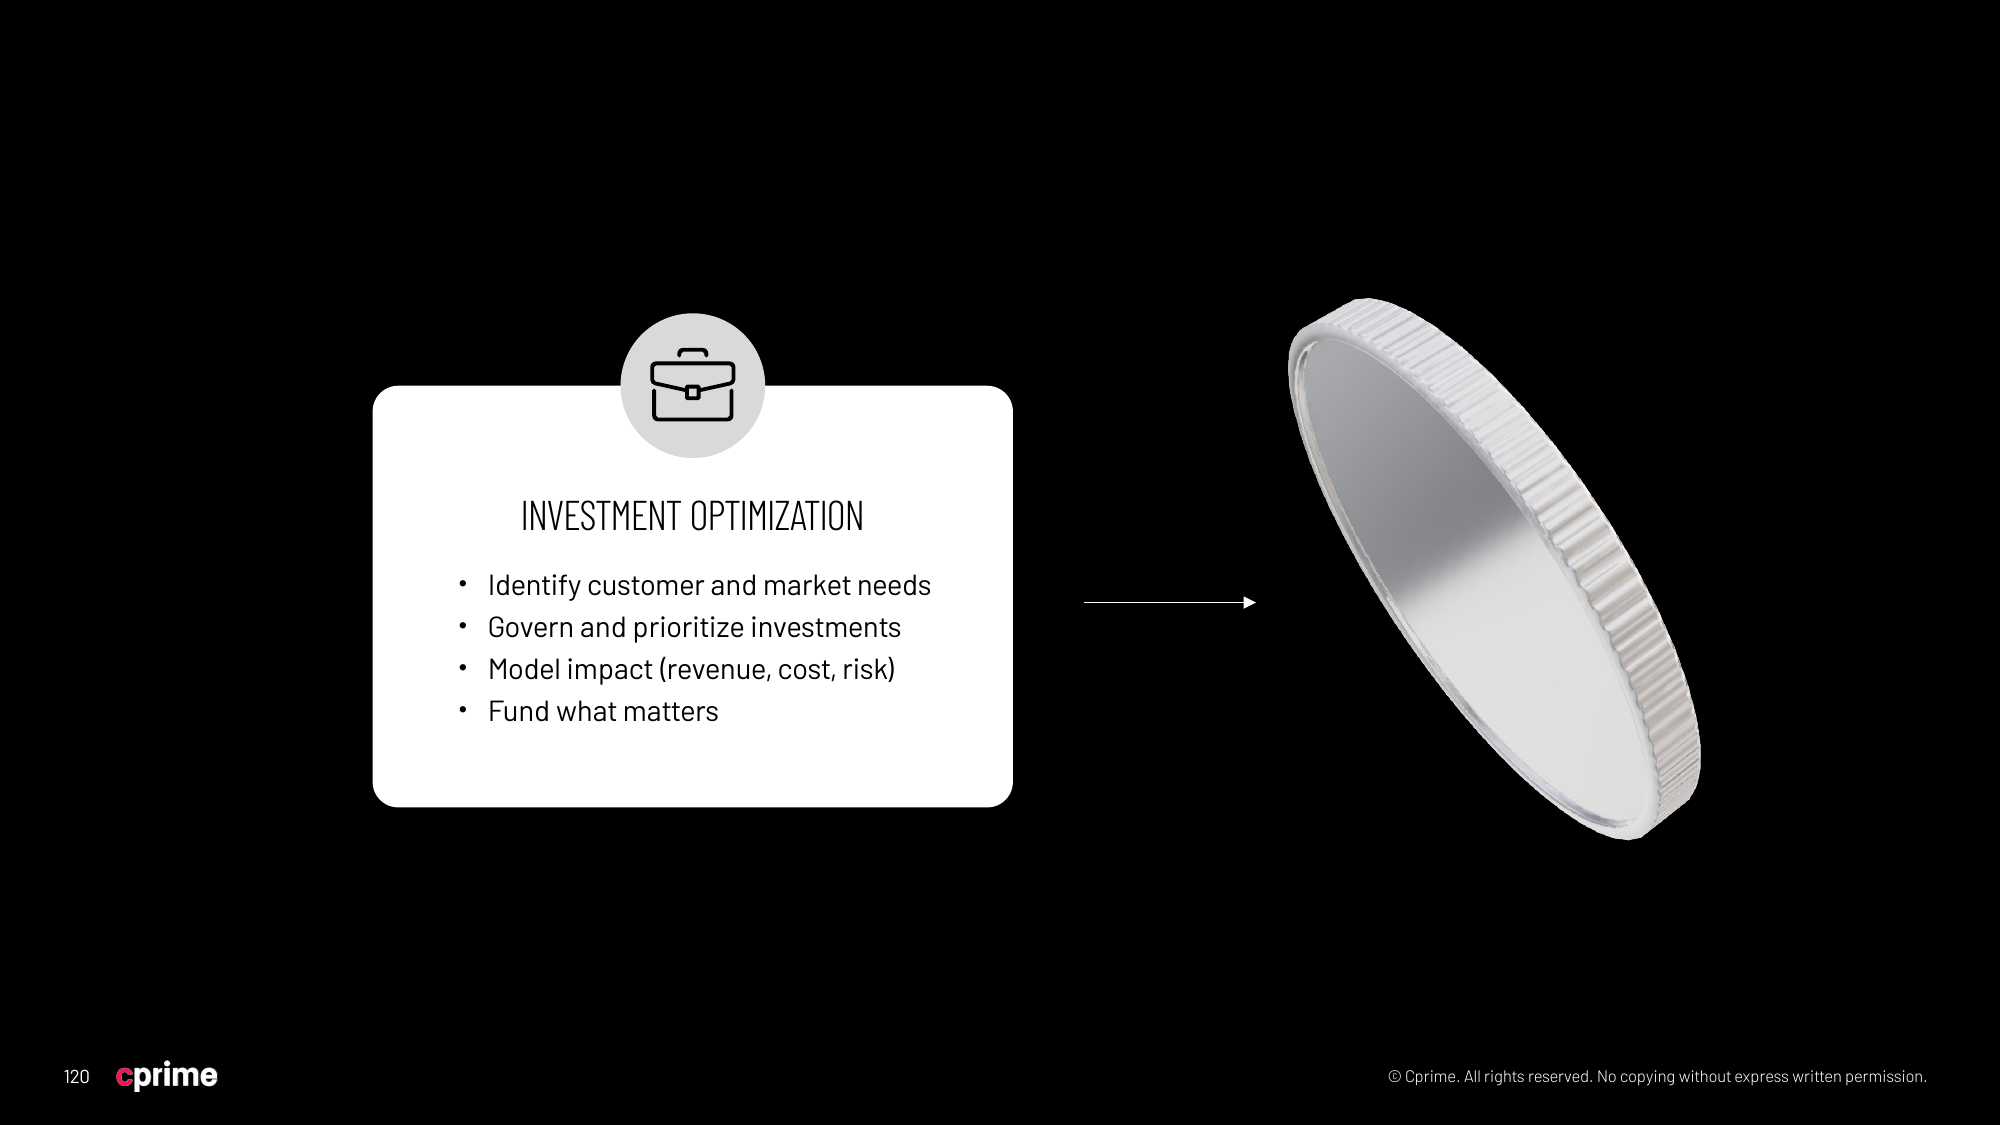 INVESTMENT OPTIMIZATION
• Identify customer and market needs
• Govern and prioritize investments
• Model impact (revenue, cost, risk)
• Fund what matters
120
cprime
© Cprime. All rights reserved. No copying without express written permission.